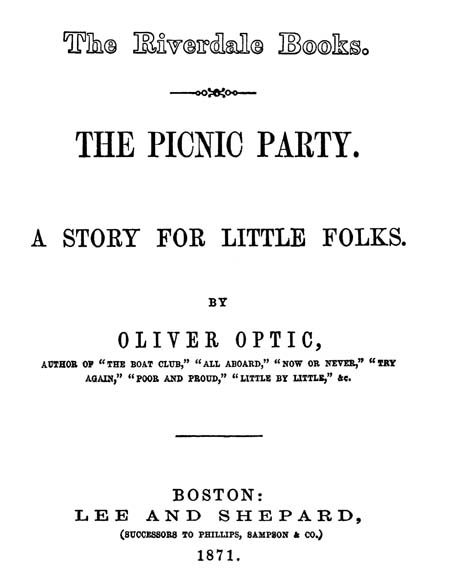 The Riverdale Books.
THE PICNIC PARTY.
A STORY FOR LITTLE FOLKS.
BY
OLIVER OPTIC,
AUTHOR OF "THE BOAT CLUB," "ALL ABOARD," "NOW OR NEVER," "TRY
AGAIN," "POOR AND PROUD," "LITTLE BY LITTLE," &c.
BOSTON:
LEE AND SHEPARD,
(SUCCESSORS TO PHILLIPS, SAMPSON & CO.)
1871.